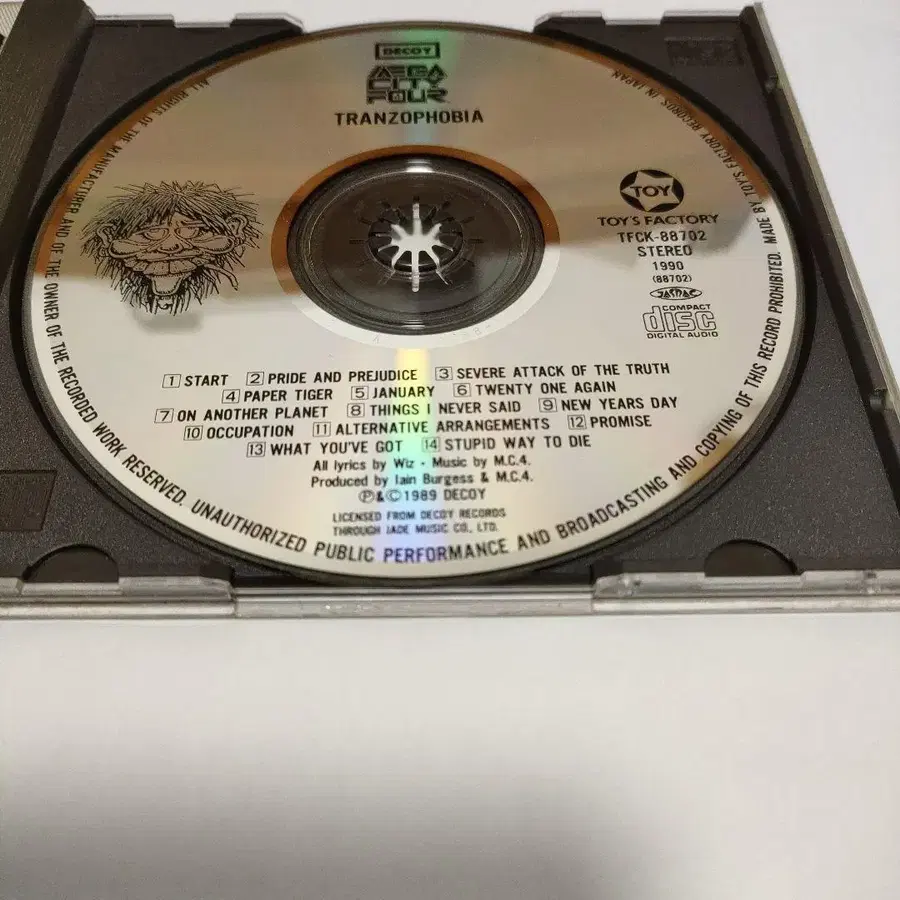 DECOY
MEGA
CITY
FOUR
TRANZOPHOBIA
TOY
TOY'S FACTORY
TFCK-88702
STEREO
1990
(88702)
JASRAC
COMPACT
disc
DIGITAL AUDIO
1 START 2 PRIDE AND PREJUDICE 3 SEVERE ATTACK OF THE TRUTH
4 PAPER TIGER 5 JANUARY 6 TWENTY ONE AGAIN
7 ON ANOTHER PLANET 8 THINGS I NEVER SAID 9 NEW YEARS DAY
10 OCCUPATION 11 ALTERNATIVE ARRANGEMENTS 12 PROMISE
13 WHAT YOU'VE GOT 14 STUPID WAY TO DIE
All lyrics by Wiz - Music by M.C.4.
Produced by Iain Burgess & M.C.4.
Ⓟ&Ⓒ1989 DECOY
LICENSED FROM DECOY RECORDS
THROUGH JADE MUSIC CO., LTD.
ALL RIGHTS OF THE MANUFACTURER AND OF THE OWNER OF THE RECORDED WORK RESERVED. UNAUTHORIZED PUBLIC PERFORMANCE AND BROADCASTING AND COPYING OF THIS RECORD PROHIBITED. MADE BY TOY'S FACTORY RECORDS IN JAPAN